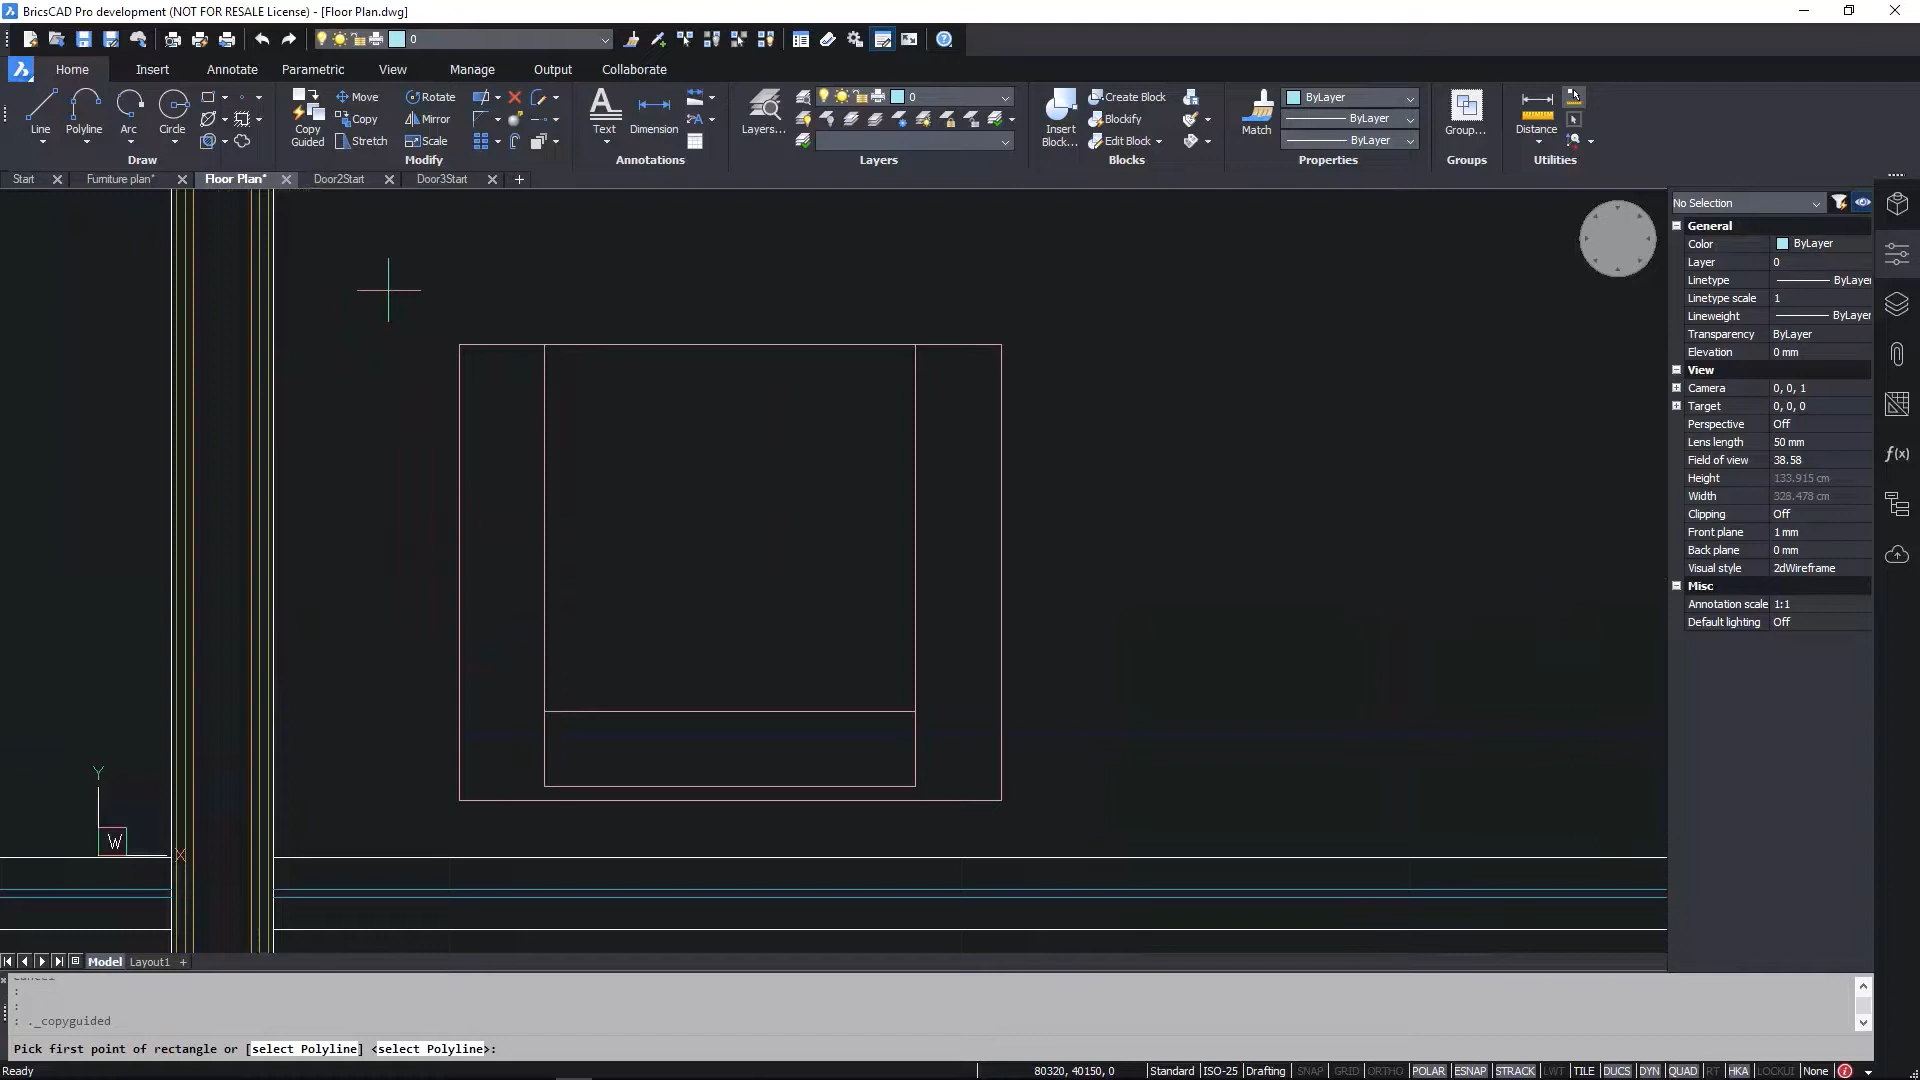 BricsCAD Pro development (NOT FOR RESALE License) - [Floor Plan.dwg]
0
Home Insert Annotate Parametric View Manage Output Collaborate
Line Polyline Arc Circle
Draw
Copy Guided
Move Rotate
Copy Mirror
Stretch Scale
Modify
Text Dimension
Annotations
Layers...
0
Layers
Insert Block...
Create Block
Blockify
Edit Block
Blocks
Match
ByLayer
ByLayer
ByLayer
Properties
Group...
Groups
Distance
Utilities
Start Furniture plan* Floor Plan* Door2Start Door3Start +
No Selection
General
Color ByLayer
Layer 0
Linetype ByLayer
Linetype scale 1
Lineweight ByLayer
Transparency ByLayer
Elevation 0 mm
View
Camera 0, 0, 1
Target 0, 0, 0
Perspective Off
Lens length 50 mm
Field of view 38.58
Height 133.915 cm
Width 328.478 cm
Clipping Off
Front plane 1 mm
Back plane 0 mm
Visual style 2dWireframe
Misc
Annotation scale 1:1
Default lighting Off
f(x)
Y
W
X
Model Layout1 +
:
:
: ._copyguided
Pick first point of rectangle or [select Polyline] <select Polyline>:
Ready 80320, 40150, 0 Standard ISO-25 Drafting SNAP GRID ORTHO POLAR ESNAP STRACK LWT TILE DUCS DYN QUAD RT HKA LOCKUI None